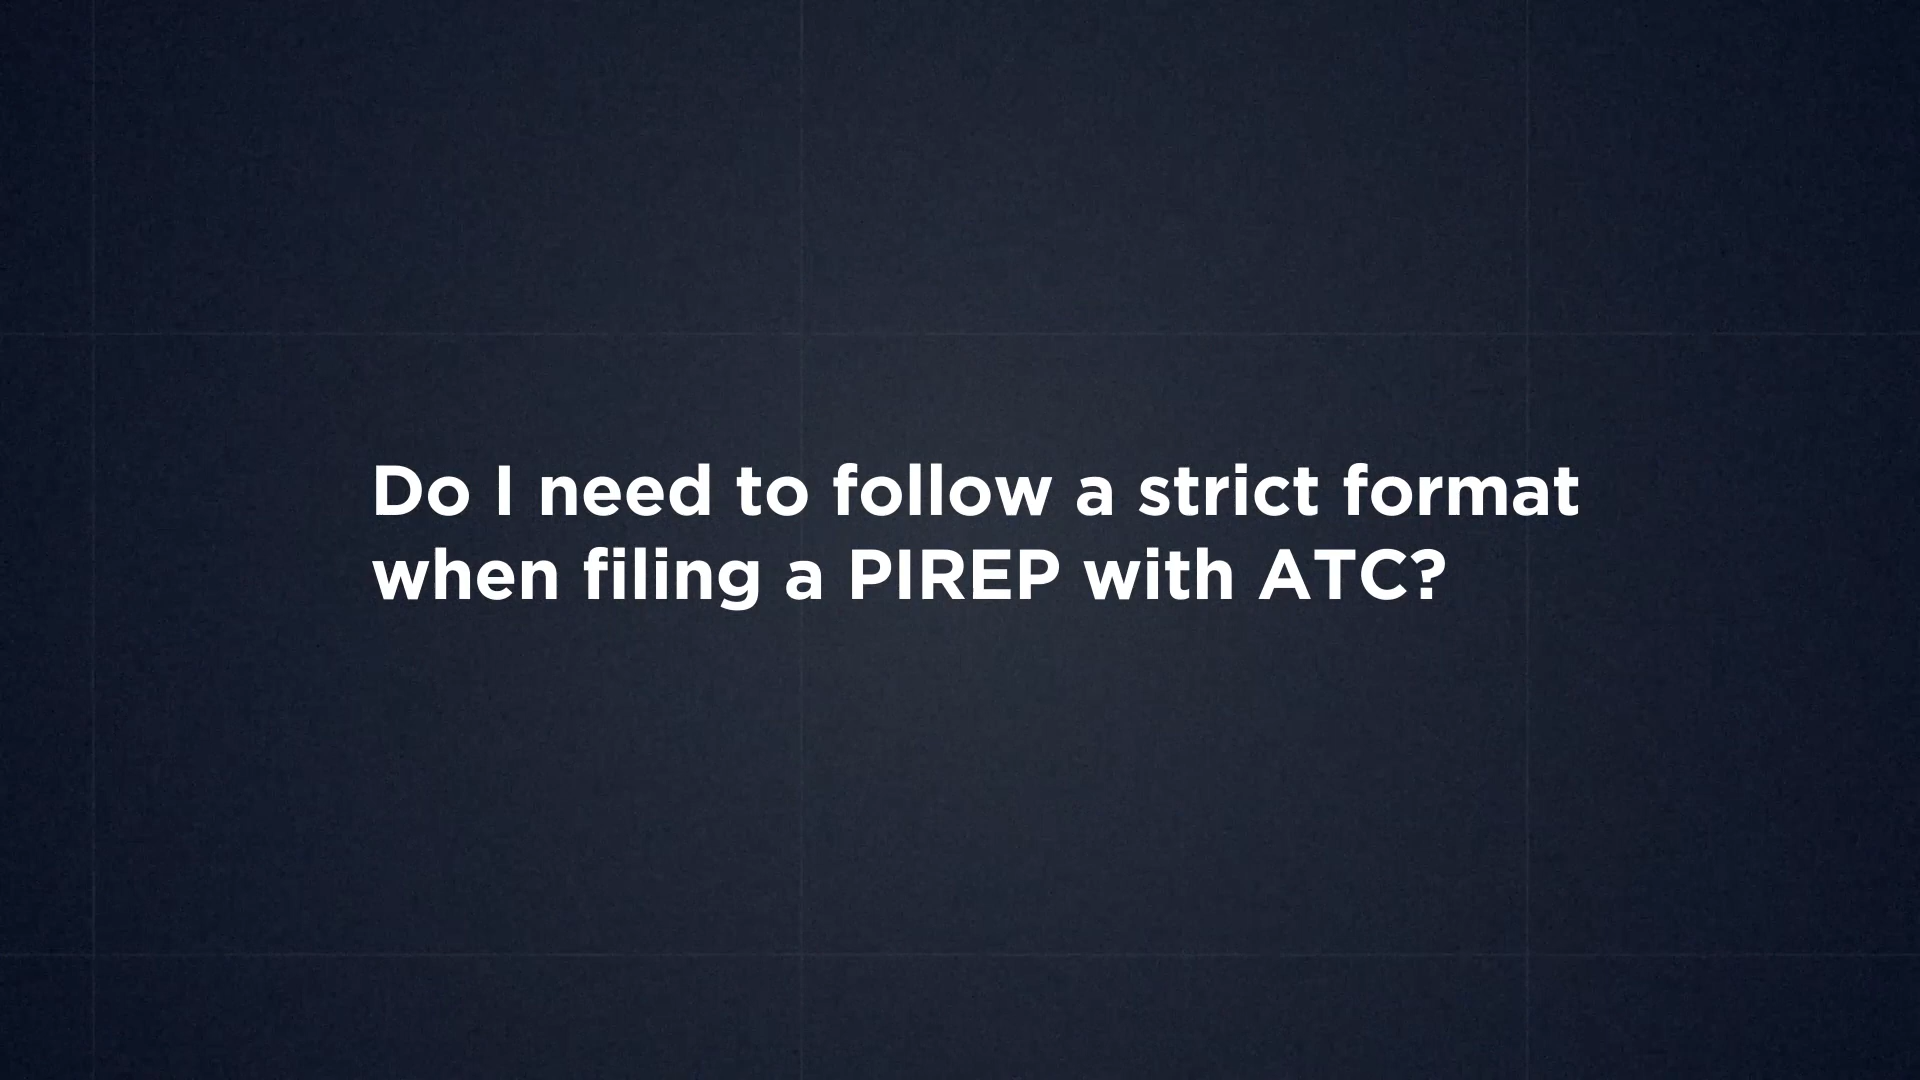 Do I need to follow a strict format
when filing a PIREP with ATC?